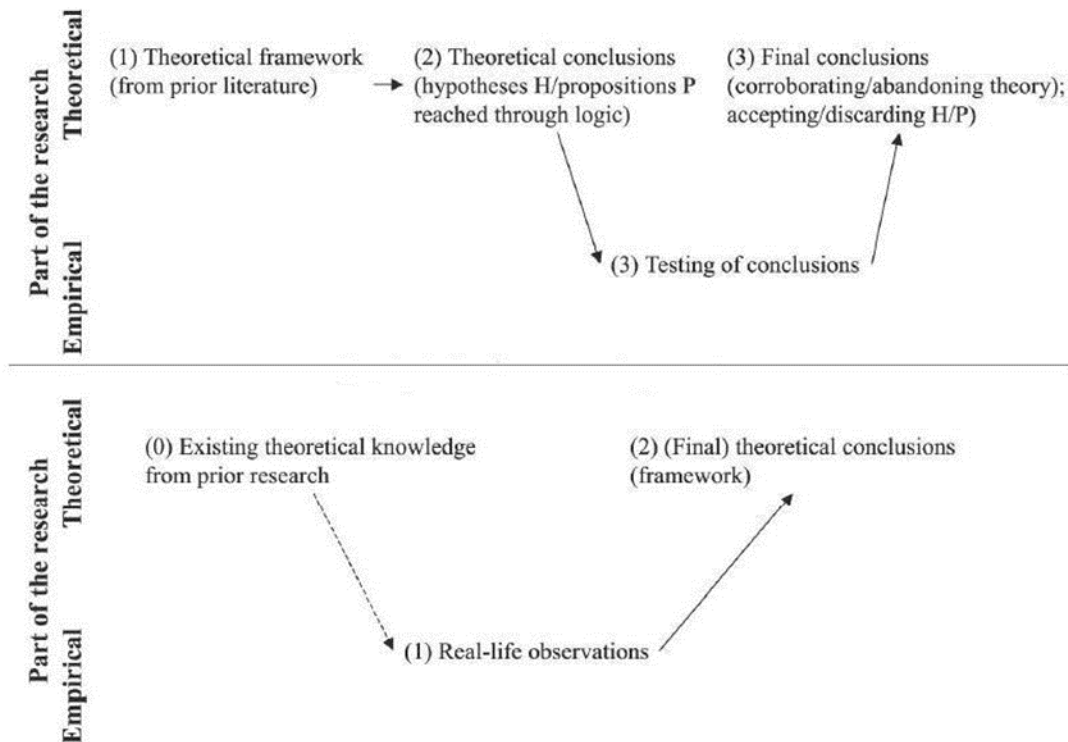 Part of the research
Theoretical
Empirical
(1) Theoretical framework
(from prior literature)
(2) Theoretical conclusions
(hypotheses H/propositions P
reached through logic)
(3) Final conclusions
(corroborating/abandoning theory);
accepting/discarding H/P)
(3) Testing of conclusions
Part of the research
Theoretical
Empirical
(0) Existing theoretical knowledge
from prior research
(2) (Final) theoretical conclusions
(framework)
(1) Real-life observations